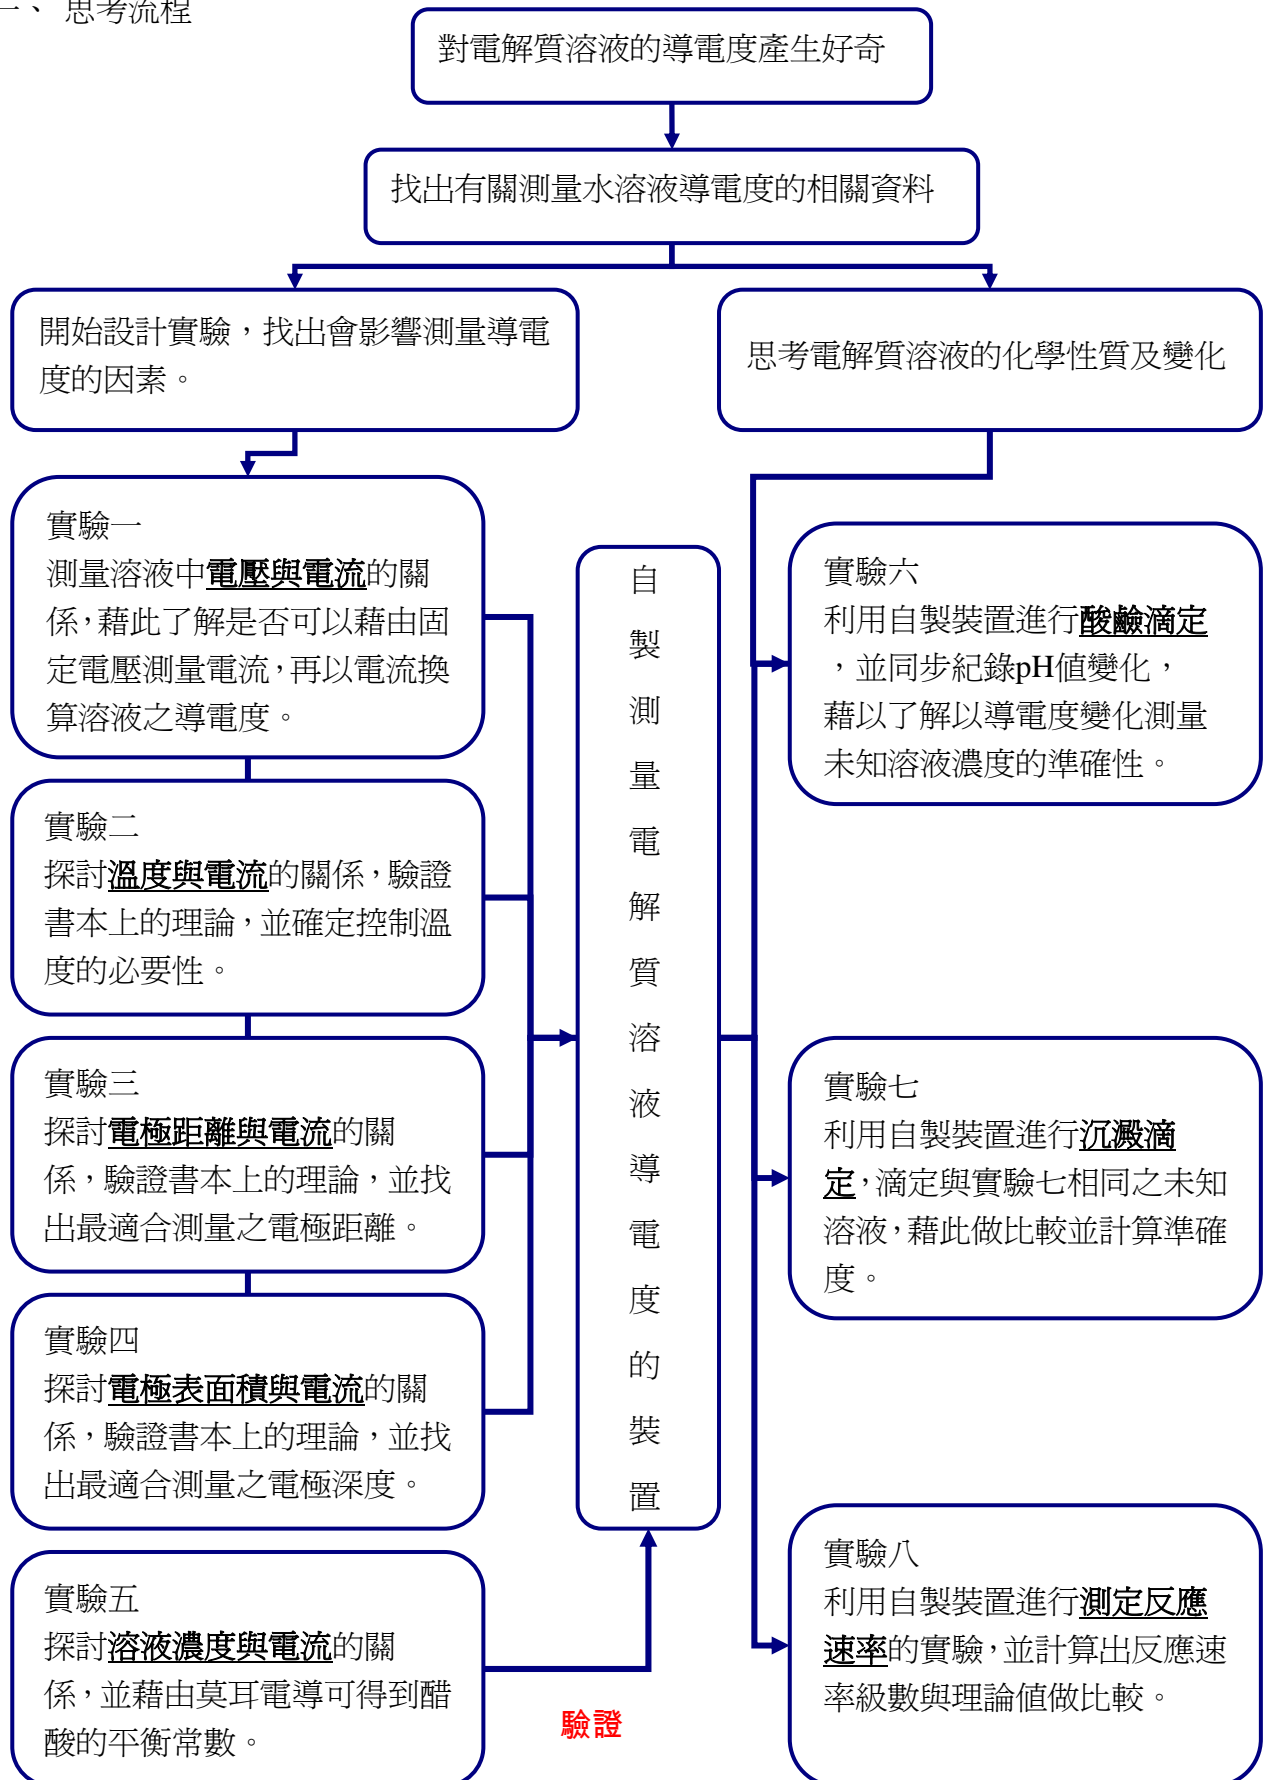 一、 思考流程
對電解質溶液的導電度產生好奇
找出有關測量水溶液導電度的相關資料
開始設計實驗，找出會影響測量導電
度的因素。
思考電解質溶液的化學性質及變化
實驗一
測量溶液中電壓與電流的關
係，藉此了解是否可以藉由固
定電壓測量電流，再以電流換
算溶液之導電度。
實驗二
探討溫度與電流的關係，驗證
書本上的理論，並確定控制溫
度的必要性。
實驗三
探討電極距離與電流的關
係，驗證書本上的理論，並找
出最適合測量之電極距離。
實驗四
探討電極表面積與電流的關
係，驗證書本上的理論，並找
出最適合測量之電極深度。
實驗五
探討溶液濃度與電流的關
係，並藉由莫耳電導可得到醋
酸的平衡常數。
自製測量電解質溶液導電度的裝置
驗證
實驗六
利用自製裝置進行酸鹼滴定
，並同步紀錄pH值變化，
藉以了解以導電度變化測量
未知溶液濃度的準確性。
實驗七
利用自製裝置進行沉澱滴
定，滴定與實驗七相同之未知
溶液，藉此做比較並計算準確
度。
實驗八
利用自製裝置進行測定反應
速率的實驗，並計算出反應速
率級數與理論值做比較。